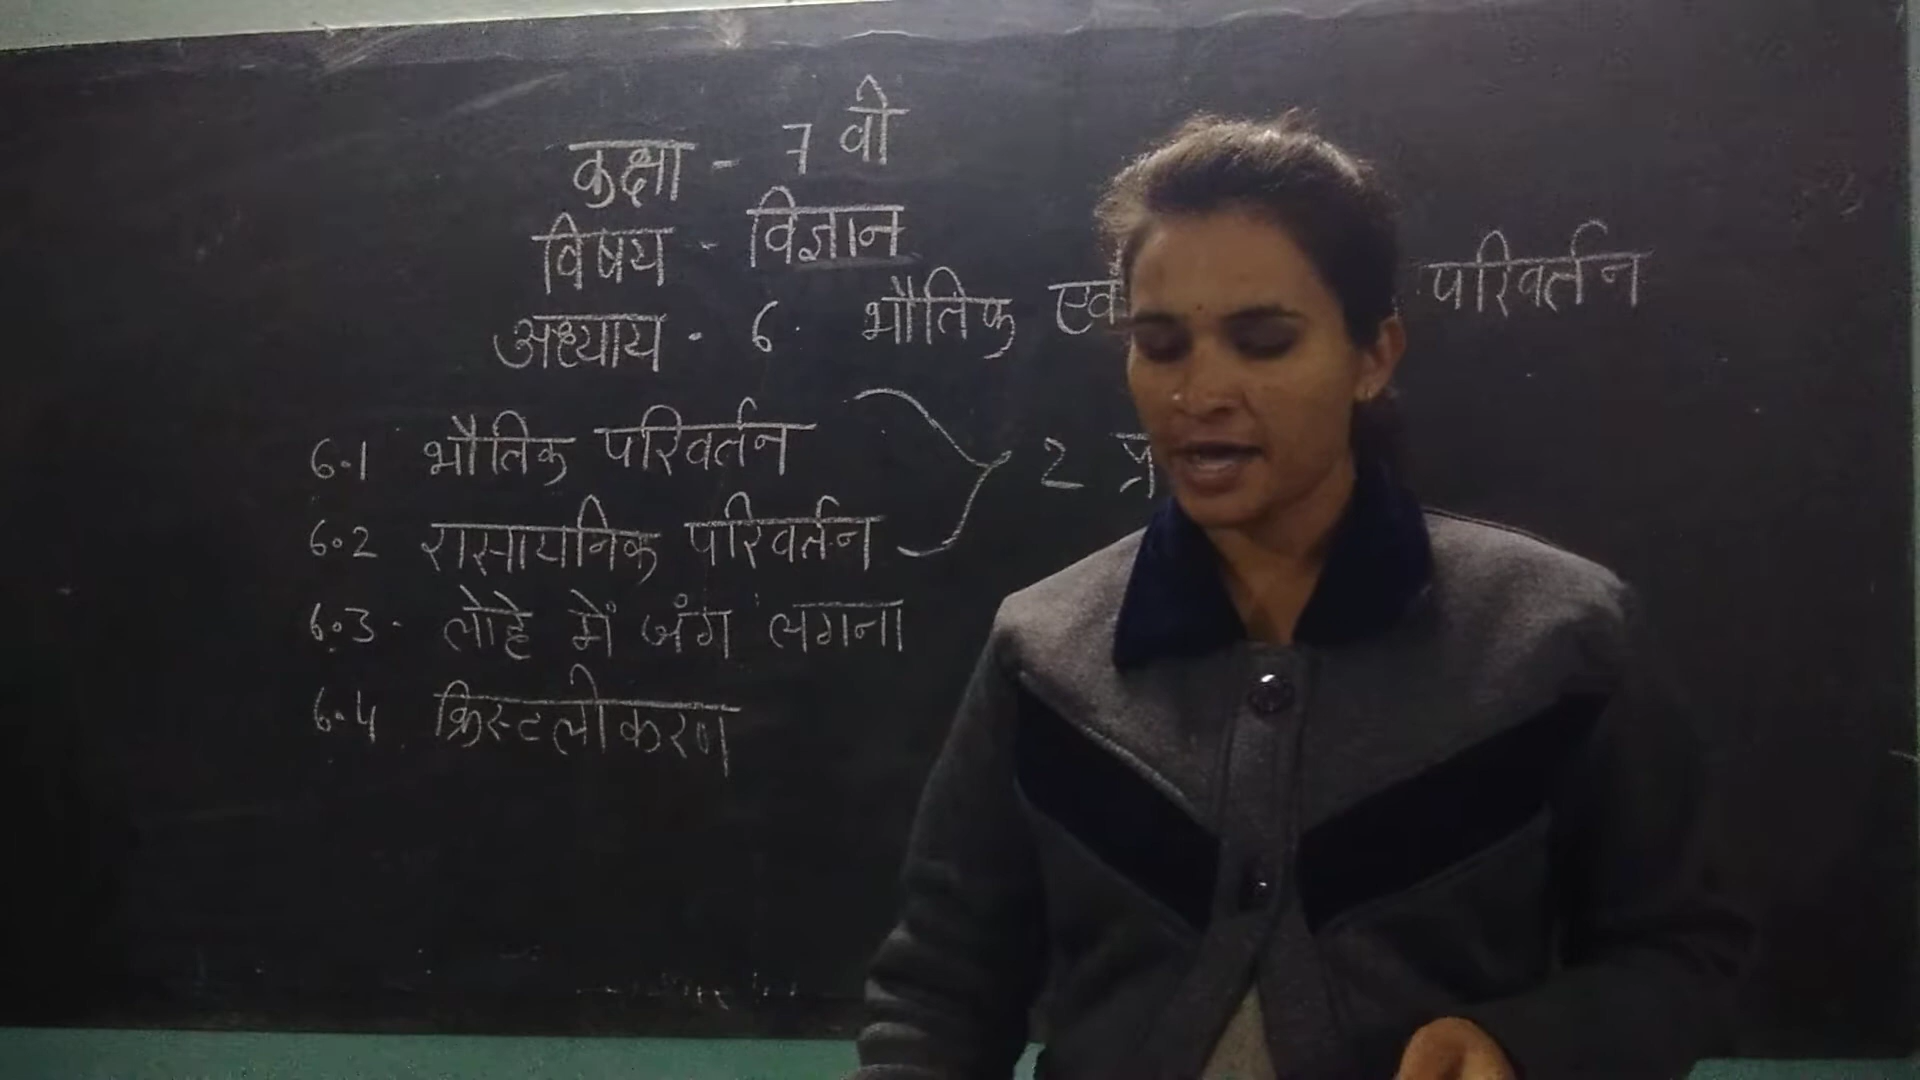 कक्षा - 7 वी
विषय - विज्ञान
अध्याय - 6. भौतिक एवं परिवर्तन
6.1 भौतिक परिवर्तन
2
6.2 रासायनिक परिवर्तन
6.3. लोहे में जंग लगना
6.4 क्रिस्टलीकरण